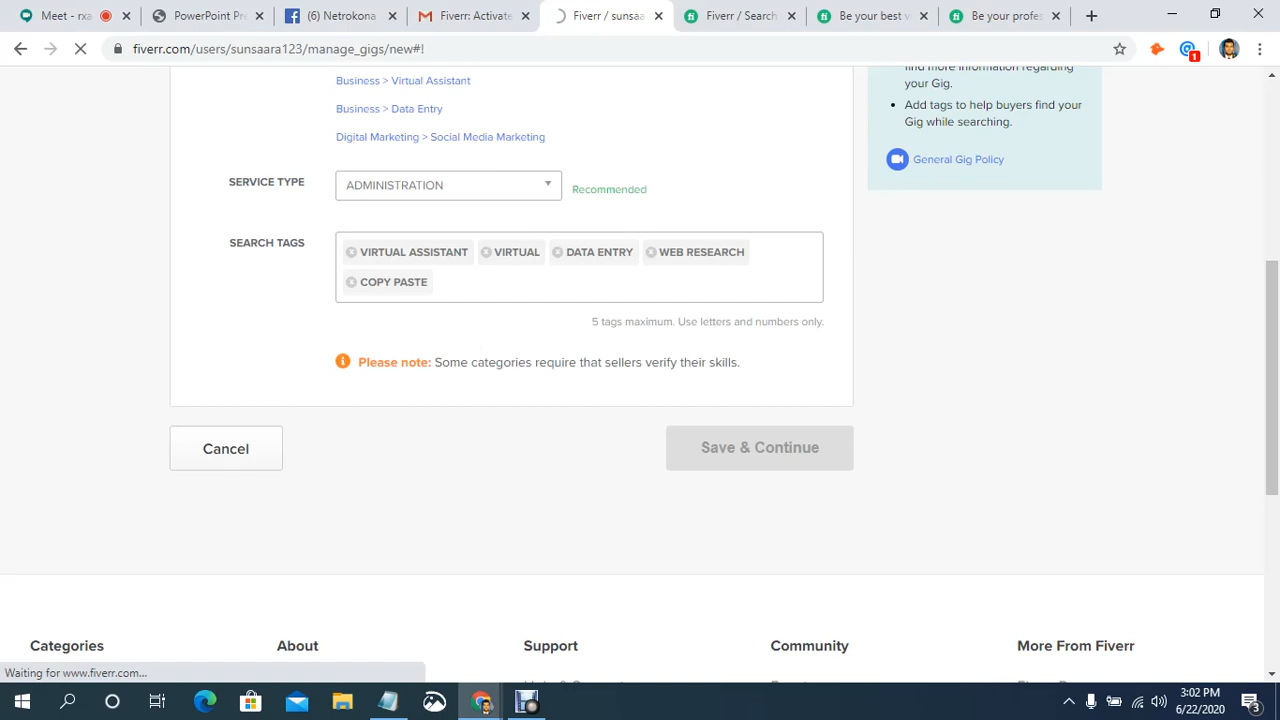 Meet - rxa
PowerPoint Pre
(6) Netrokona
Fiverr: Activate
Fiverr / sunsaa
Fiverr / Search
Be your best v
Be your profes
fiverr.com/users/sunsaara123/manage_gigs/new#!
1
Business > Virtual Assistant
find more information regarding
your Gig.
Business > Data Entry
Add tags to help buyers find your
Gig while searching.
Digital Marketing > Social Media Marketing
General Gig Policy
SERVICE TYPE
ADMINISTRATION
Recommended
SEARCH TAGS
VIRTUAL ASSISTANT
VIRTUAL
DATA ENTRY
WEB RESEARCH
COPY PASTE
5 tags maximum. Use letters and numbers only.
Please note: Some categories require that sellers verify their skills.
Cancel
Save & Continue
Categories
About
Support
Community
More From Fiverr
Waiting for www.fiverr.com...
3:02 PM
6/22/2020
3